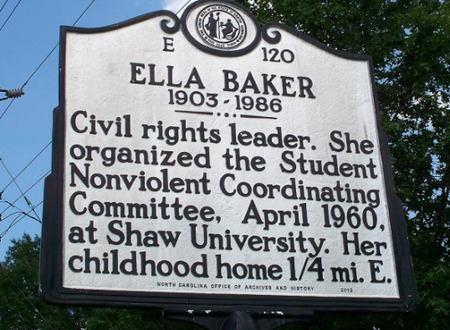 E 120
ELLA BAKER
1903-1986
Civil rights leader. She
organized the Student
Nonviolent Coordinating
Committee, April 1960,
at Shaw University. Her
childhood home 1/4 mi. E.
NORTH CAROLINA OFFICE OF ARCHIVES AND HISTORY